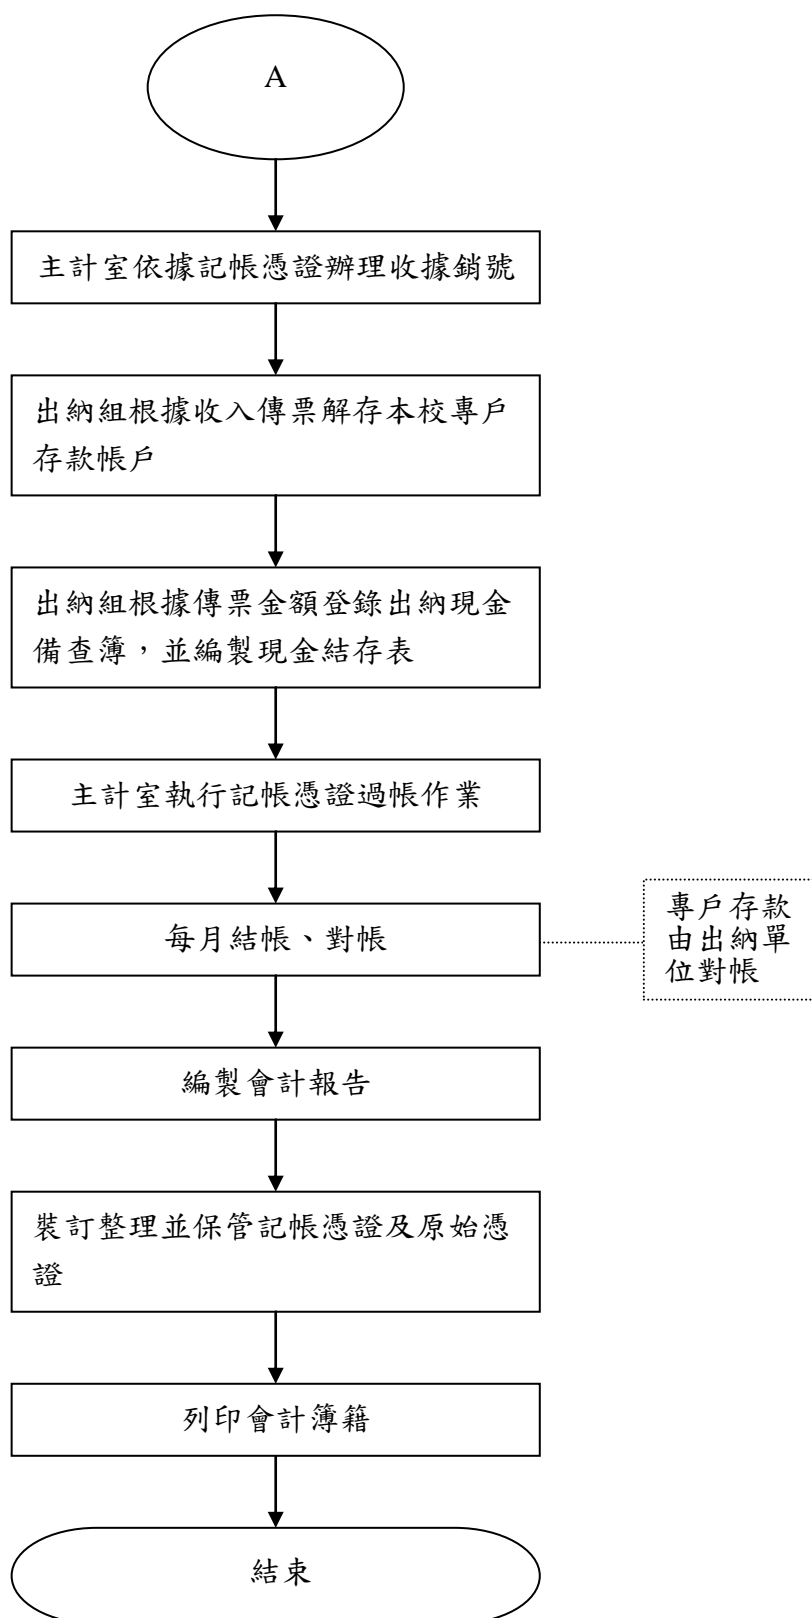 A
主計室依據記帳憑證辦理收據銷號
出納組根據收入傳票解存本校專戶
存款帳戶
出納組根據傳票金額登錄出納現金
備查簿，並編製現金結存表
主計室執行記帳憑證過帳作業
每月結帳、對帳
專戶存款
由出納單
位對帳
編製會計報告
裝訂整理並保管記帳憑證及原始憑
證
列印會計簿籍
結束